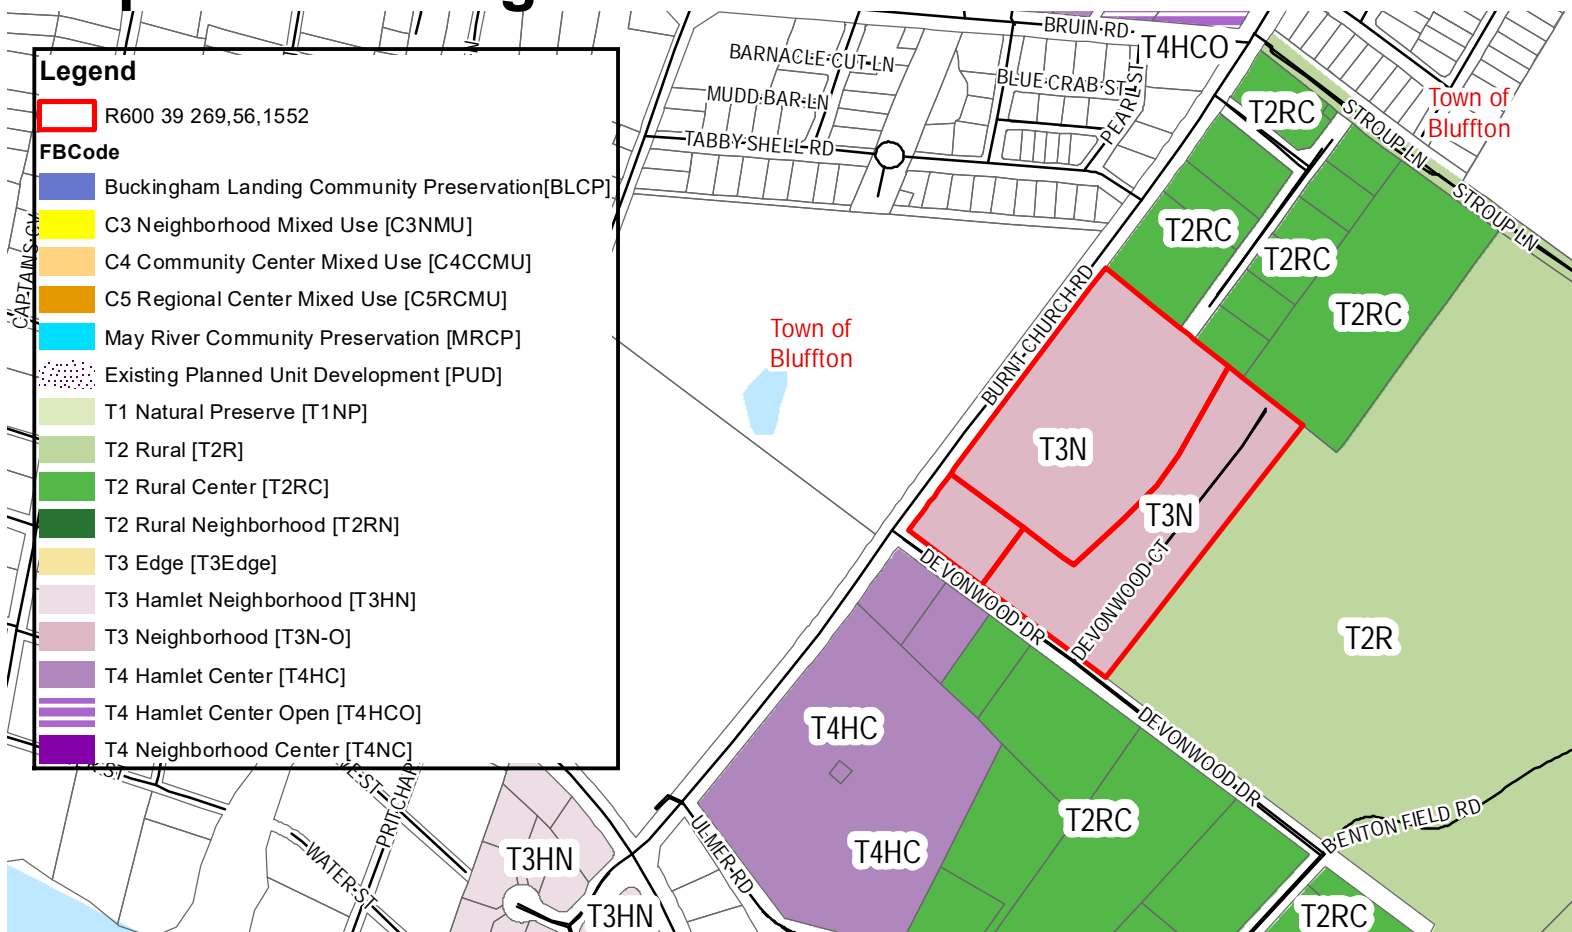 Legend
R600 39 269,56,1552
FBCode
Buckingham Landing Community Preservation[BLCP]
C3 Neighborhood Mixed Use [C3NMU]
C4 Community Center Mixed Use [C4CCMU]
C5 Regional Center Mixed Use [C5RCMU]
May River Community Preservation [MRCP]
Existing Planned Unit Development [PUD]
T1 Natural Preserve [T1NP]
T2 Rural [T2R]
T2 Rural Center [T2RC]
T2 Rural Neighborhood [T2RN]
T3 Edge [T3Edge]
T3 Hamlet Neighborhood [T3HN]
T3 Neighborhood [T3N-O]
T4 Hamlet Center [T4HC]
T4 Hamlet Center Open [T4HCO]
T4 Neighborhood Center [T4NC]
BRUIN RD
T4HCO
BARNACLE CUT LN
BLUE CRAB ST
MUDD BAR LN
PEARL ST
TABBY SHELL RD
T2RC
STROUP LN
Town of
Bluffton
STROUP LN
T2RC
T2RC
T2RC
BURNT CHURCH RD
Town of
Bluffton
T3N
T3N
DEVONWOOD DR
DEVONWOOD CT
T2R
T4HC
DEVONWOOD DR
T2RC
BENTON FIELD RD
T4HC
ULMER RD
T3HN
T3HN
T2RC
WATER ST
PRITCHAR